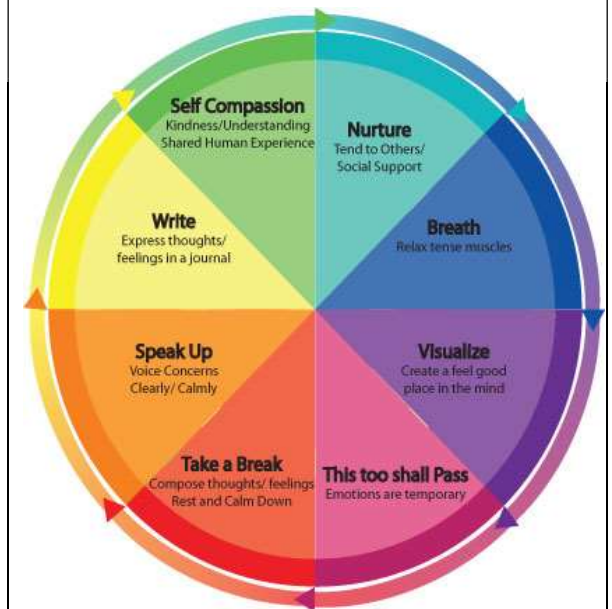 Self Compassion
Kindness/Understanding
Shared Human Experience
Nurture
Tend to Others/
Social Support
Breath
Relax tense muscles
Visualize
Create a feel good
place in the mind
This too shall Pass
Emotions are temporary
Take a Break
Compose thoughts/ feelings
Rest and Calm Down
Speak Up
Voice Concerns
Clearly/ Calmly
Write
Express thoughts/
feelings in a journal